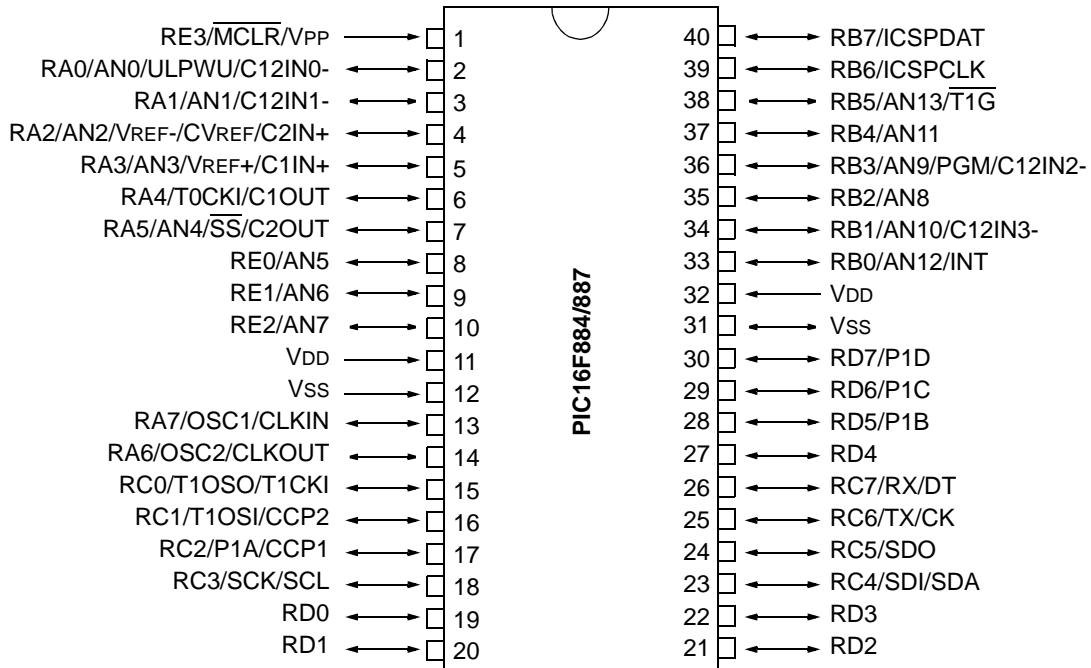 RE3/MCLR/VPP 1
RA0/AN0/ULPWU/C12IN0- 2
RA1/AN1/C12IN1- 3
RA2/AN2/VREF-/CVREF/C2IN+ 4
RA3/AN3/VREF+/C1IN+ 5
RA4/T0CKI/C1OUT 6
RA5/AN4/SS/C2OUT 7
RE0/AN5 8
RE1/AN6 9
RE2/AN7 10
VDD 11
VSS 12
RA7/OSC1/CLKIN 13
RA6/OSC2/CLKOUT 14
RC0/T1OSO/T1CKI 15
RC1/T1OSI/CCP2 16
RC2/P1A/CCP1 17
RC3/SCK/SCL 18
RD0 19
RD1 20
PIC16F884/887
40 RB7/ICSPDAT
39 RB6/ICSPCLK
38 RB5/AN13/T1G
37 RB4/AN11
36 RB3/AN9/PGM/C12IN2-
35 RB2/AN8
34 RB1/AN10/C12IN3-
33 RB0/AN12/INT
32 VDD
31 VSS
30 RD7/P1D
29 RD6/P1C
28 RD5/P1B
27 RD4
26 RC7/RX/DT
25 RC6/TX/CK
24 RC5/SDO
23 RC4/SDI/SDA
22 RD3
21 RD2